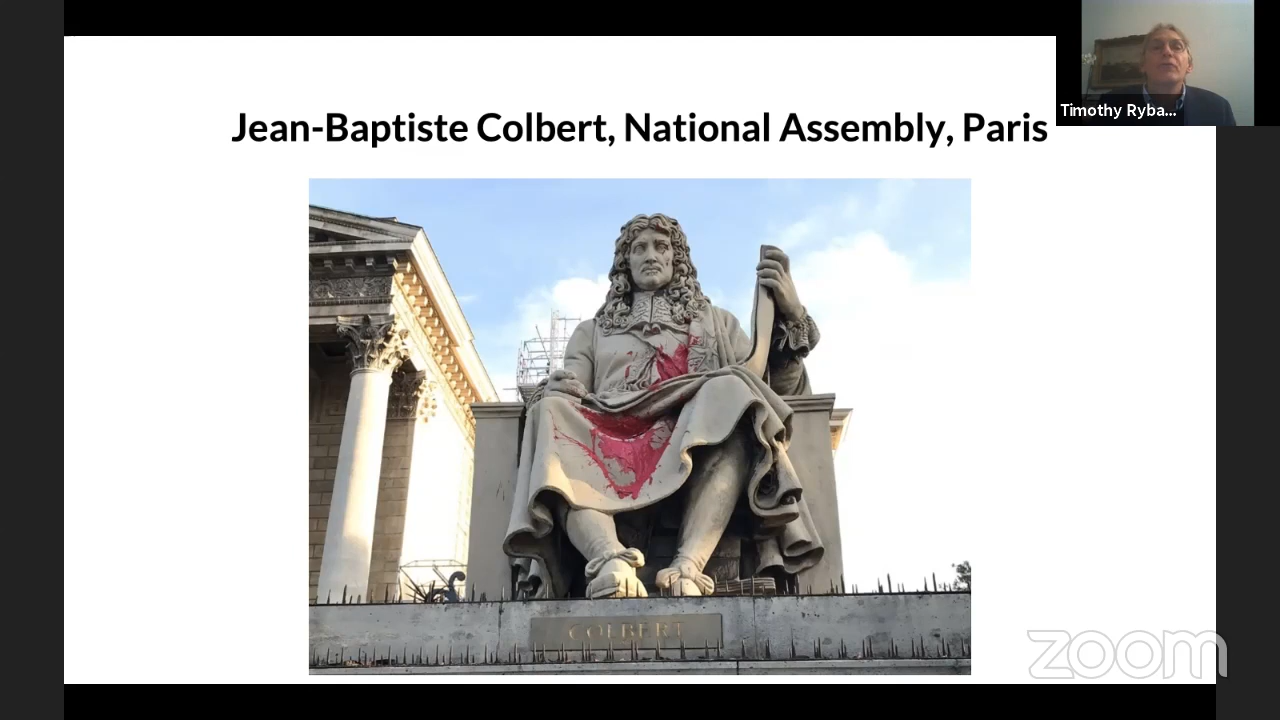 Jean-Baptiste Colbert, National Assembly, Paris
Timothy Ryba...
COLBERT
zoom